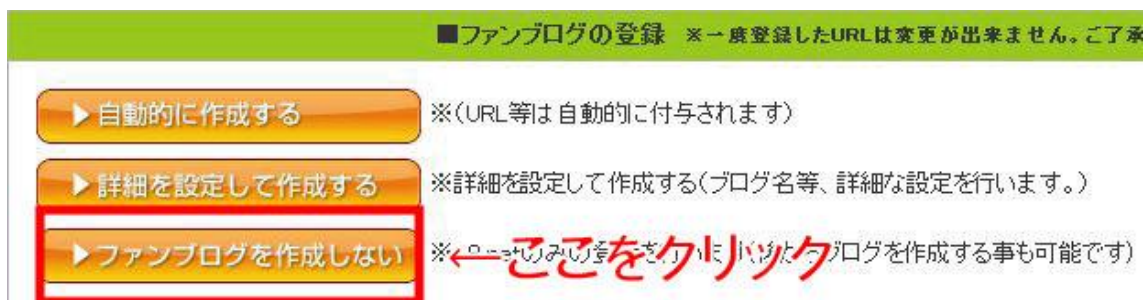 ■ファンブログの登録 ※一度登録したURLは変更が出来ません。ご了承
▶自動的に作成する ※(URL等は自動的に付与されます)
▶詳細を設定して作成する ※詳細を設定して作成する(ブログ名等、詳細な設定を行います。)
▶ファンブログを作成しない ←ここをクリック ブログを作成する事も可能です)